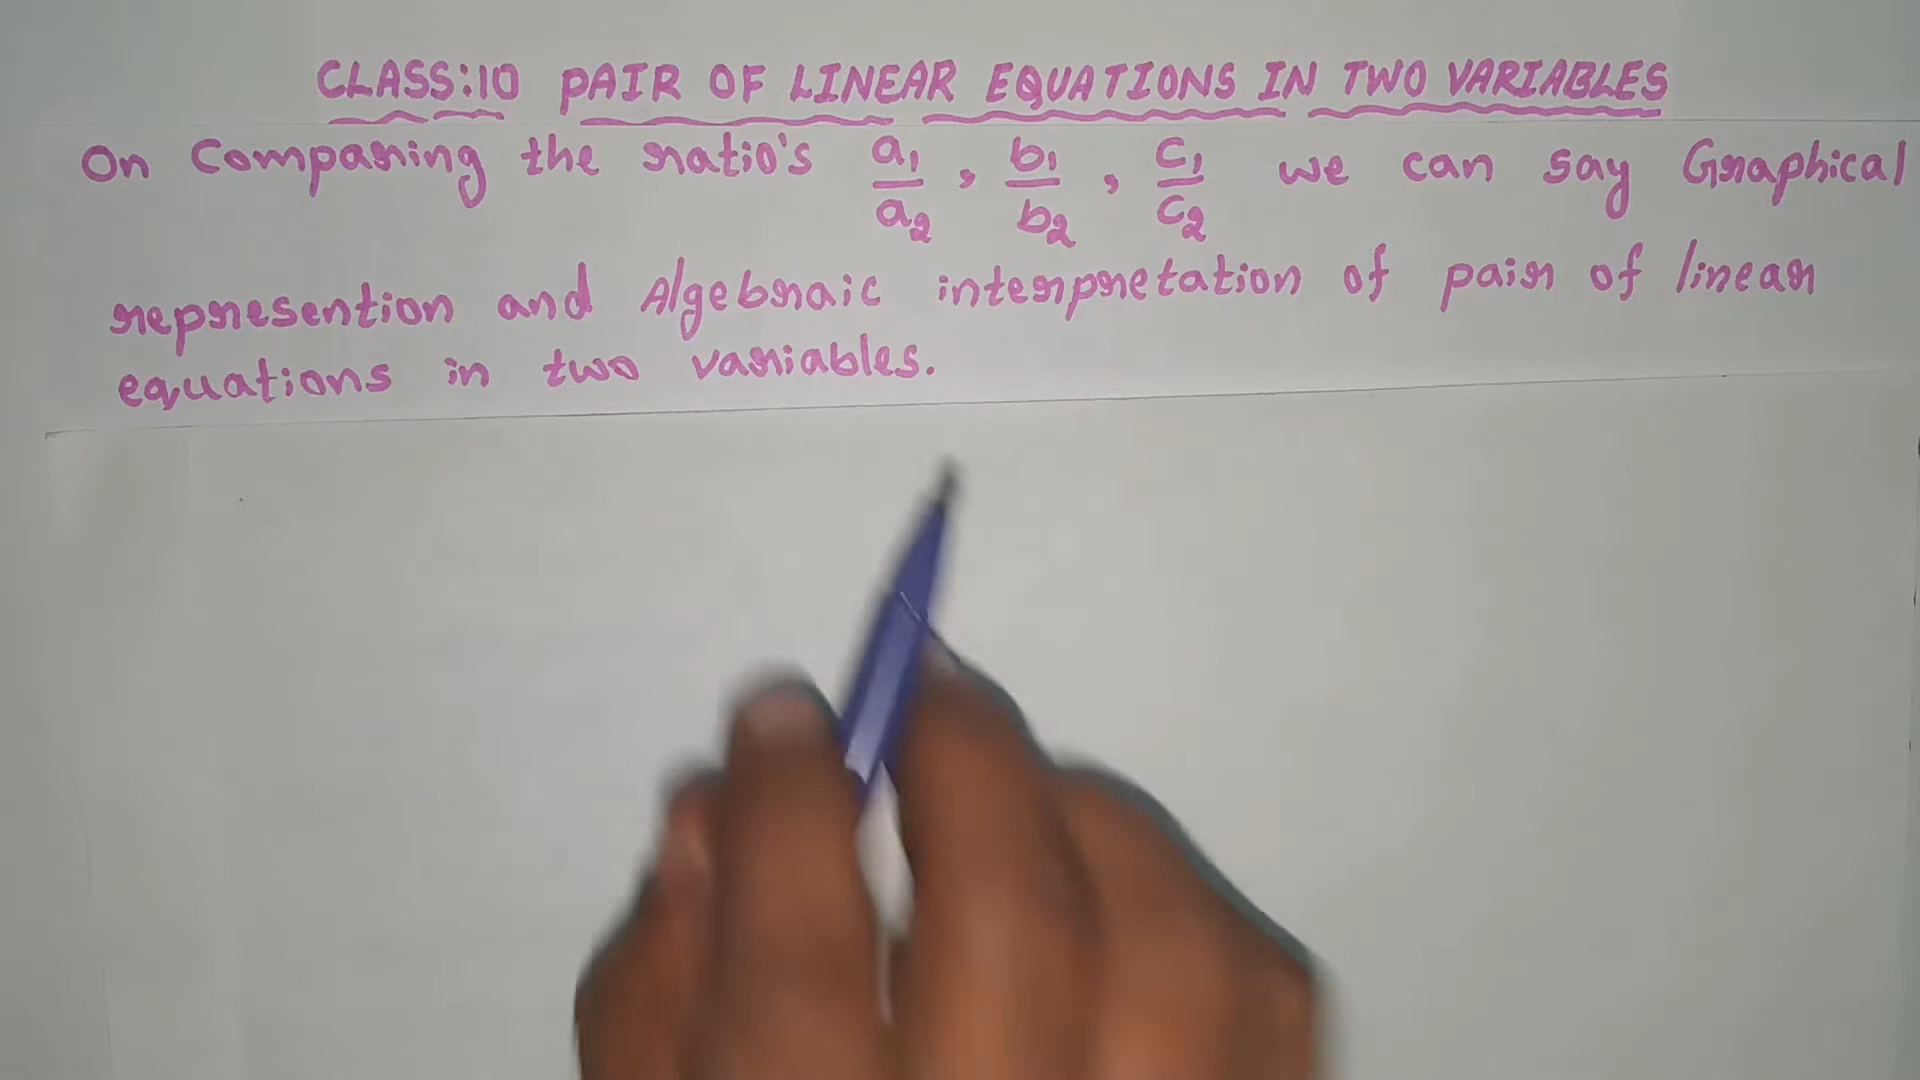 CLASS:10 PAIR OF LINEAR EQUATIONS IN TWO VARIABLES
On Comparing the ratio's a₁/a₂ , b₁/b₂ , c₁/c₂ we can say Graphical
represention and Algebraic interpretation of pair of linear
equations in two variables.